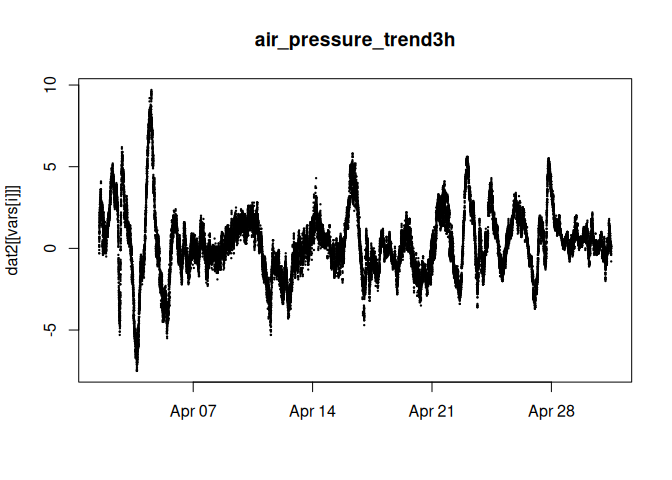 air_pressure_trend3h
dat2[[vars[i]]]
10
5
0
-5
Apr 07
Apr 14
Apr 21
Apr 28